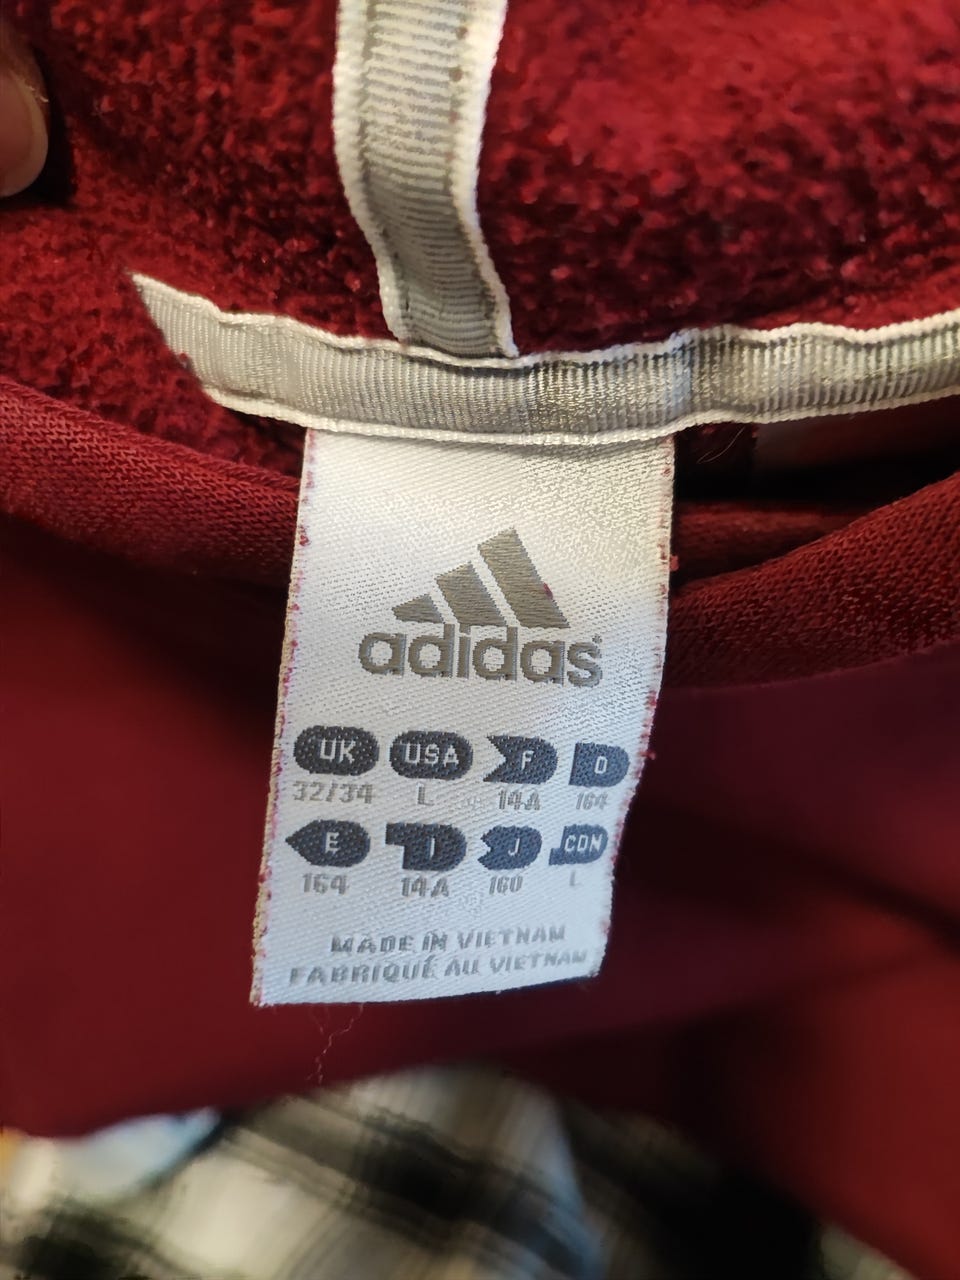 adidas
UK USA F D
32/34 L 14A 164
E I J CDN
164 14A 160 L
MADE IN VIETNAM
FABRIQUÉ AU VIETNAM